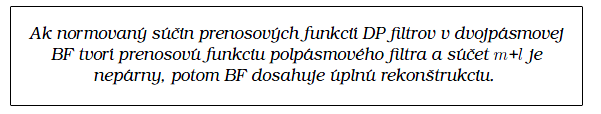 Ak normovaný súčin prenosových funkcií DP filtrov v dvojpásmovej
BF tvorí prenosovú funkciu polpásmového filtra a súčet m+l je
nepárny, potom BF dosahuje úplnú rekonštrukciu.